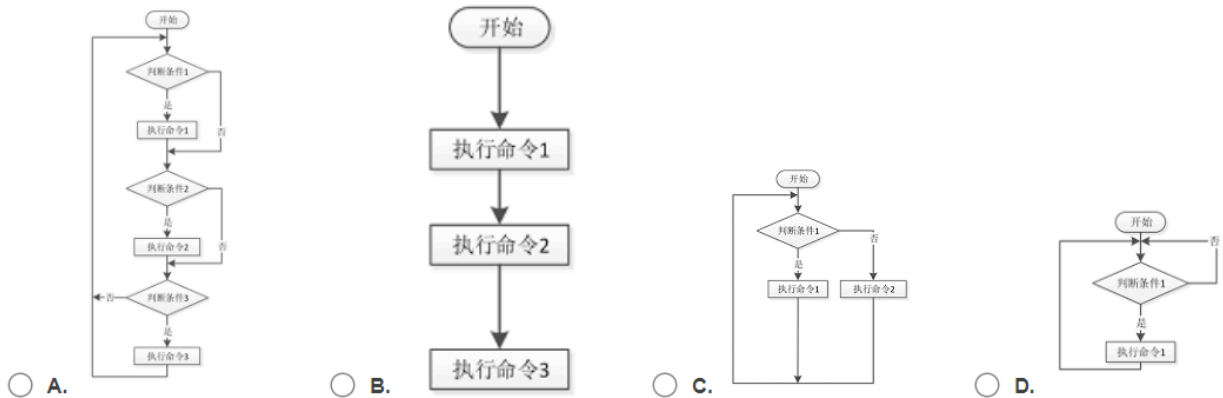 开始
判断条件1
是
否
执行命令1
判断条件2
是
否
执行命令2
判断条件3
否
是
执行命令3
A.
开始
执行命令1
执行命令2
执行命令3
B.
开始
判断条件1
否
是
执行命令1
执行命令2
C.
开始
否
判断条件1
是
执行命令1
D.